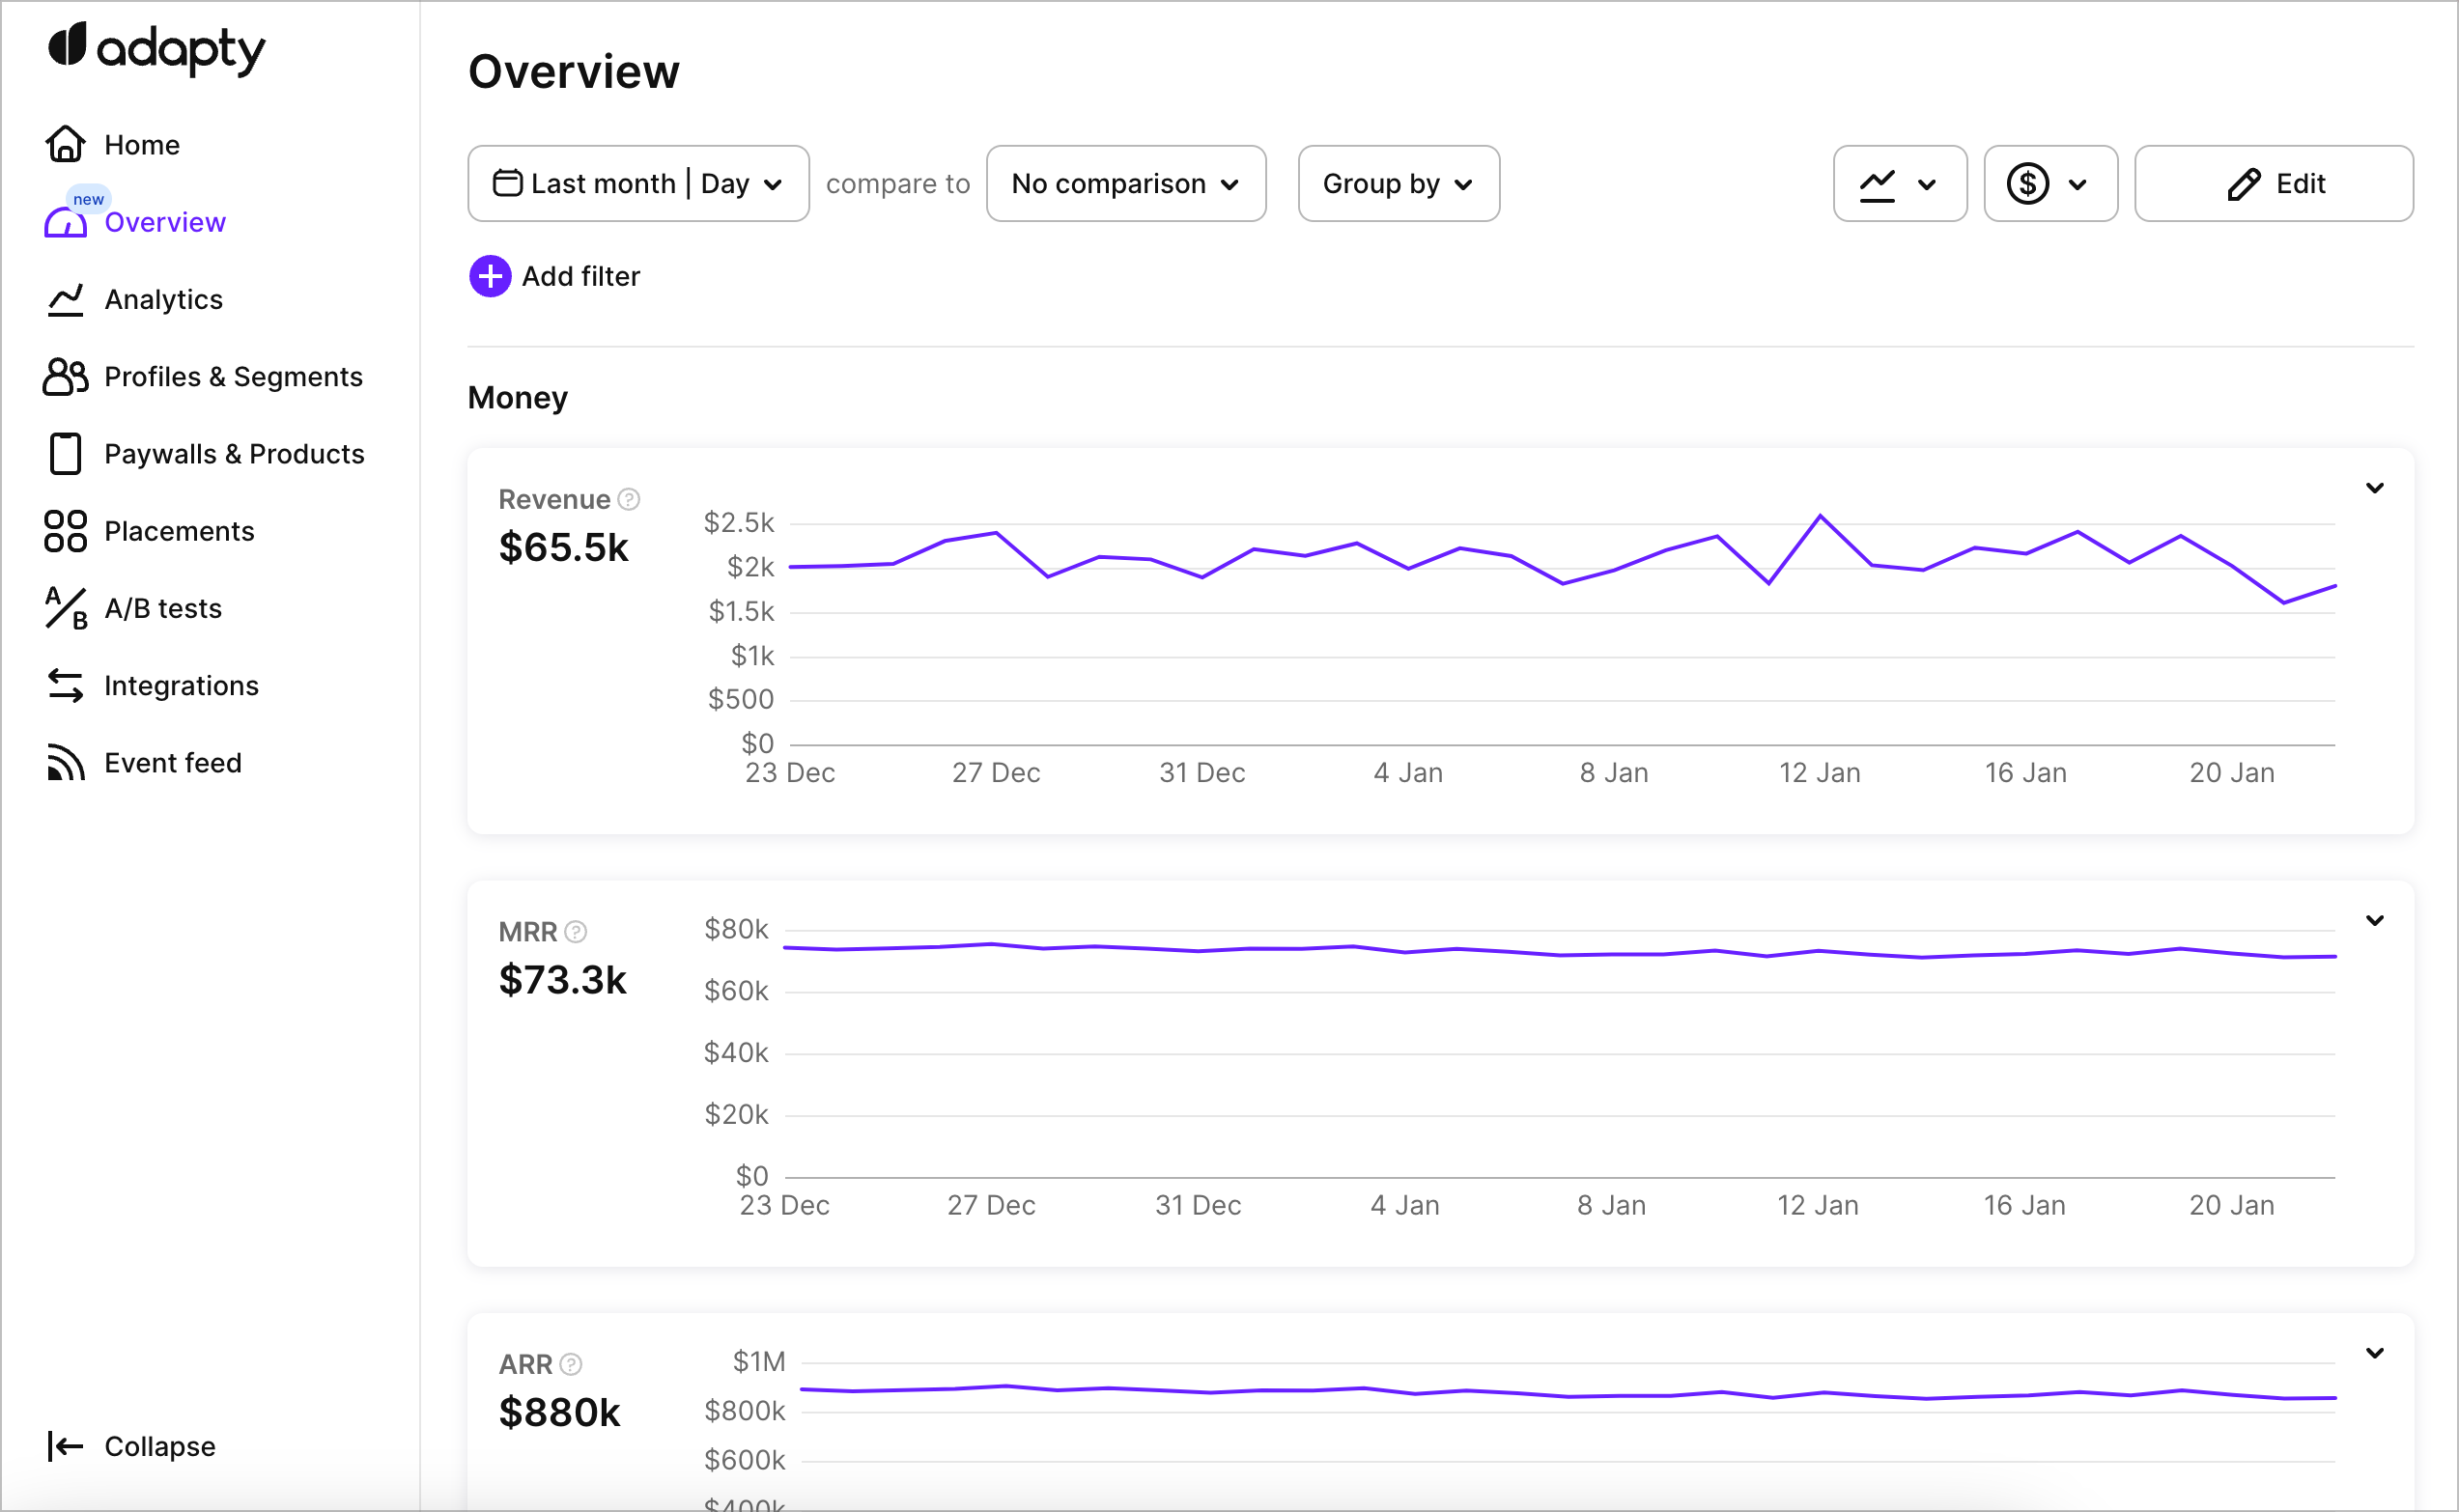 adapty
Home
new
Overview
Analytics
Profiles & Segments
Paywalls & Products
Placements
A/B tests
Integrations
Event feed
Collapse
Overview
Last month | Day
compare to
No comparison
Group by
Edit
Add filter
Money
Revenue
$65.5k
$2.5k
$2k
$1.5k
$1k
$500
$0
23 Dec 27 Dec 31 Dec 4 Jan 8 Jan 12 Jan 16 Jan 20 Jan
MRR
$73.3k
$80k
$60k
$40k
$20k
$0
23 Dec 27 Dec 31 Dec 4 Jan 8 Jan 12 Jan 16 Jan 20 Jan
ARR
$880k
$1M
$800k
$600k
$400k